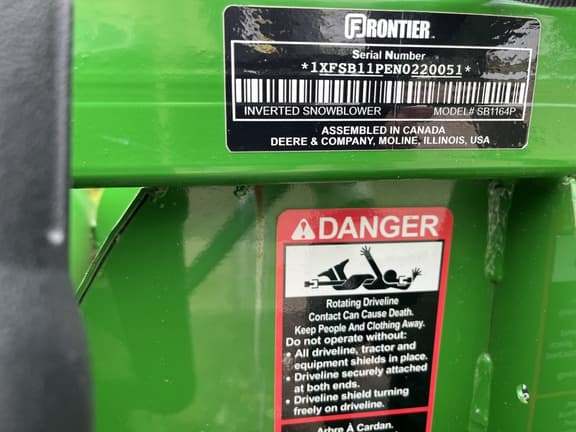 FRONTIER
Serial Number
*1XFSB11PEN0220051*
INVERTED SNOWBLOWER MODEL# SB1164P
ASSEMBLED IN CANADA
DEERE & COMPANY, MOLINE, ILLINOIS, USA
DANGER
Rotating Driveline
Contact Can Cause Death.
Keep People And Clothing Away.
Do not operate without:
• All driveline, tractor and
equipment shields in place.
• Driveline securely attached
at both ends.
• Driveline shield turning
freely on driveline.
Arbre À Cardan.